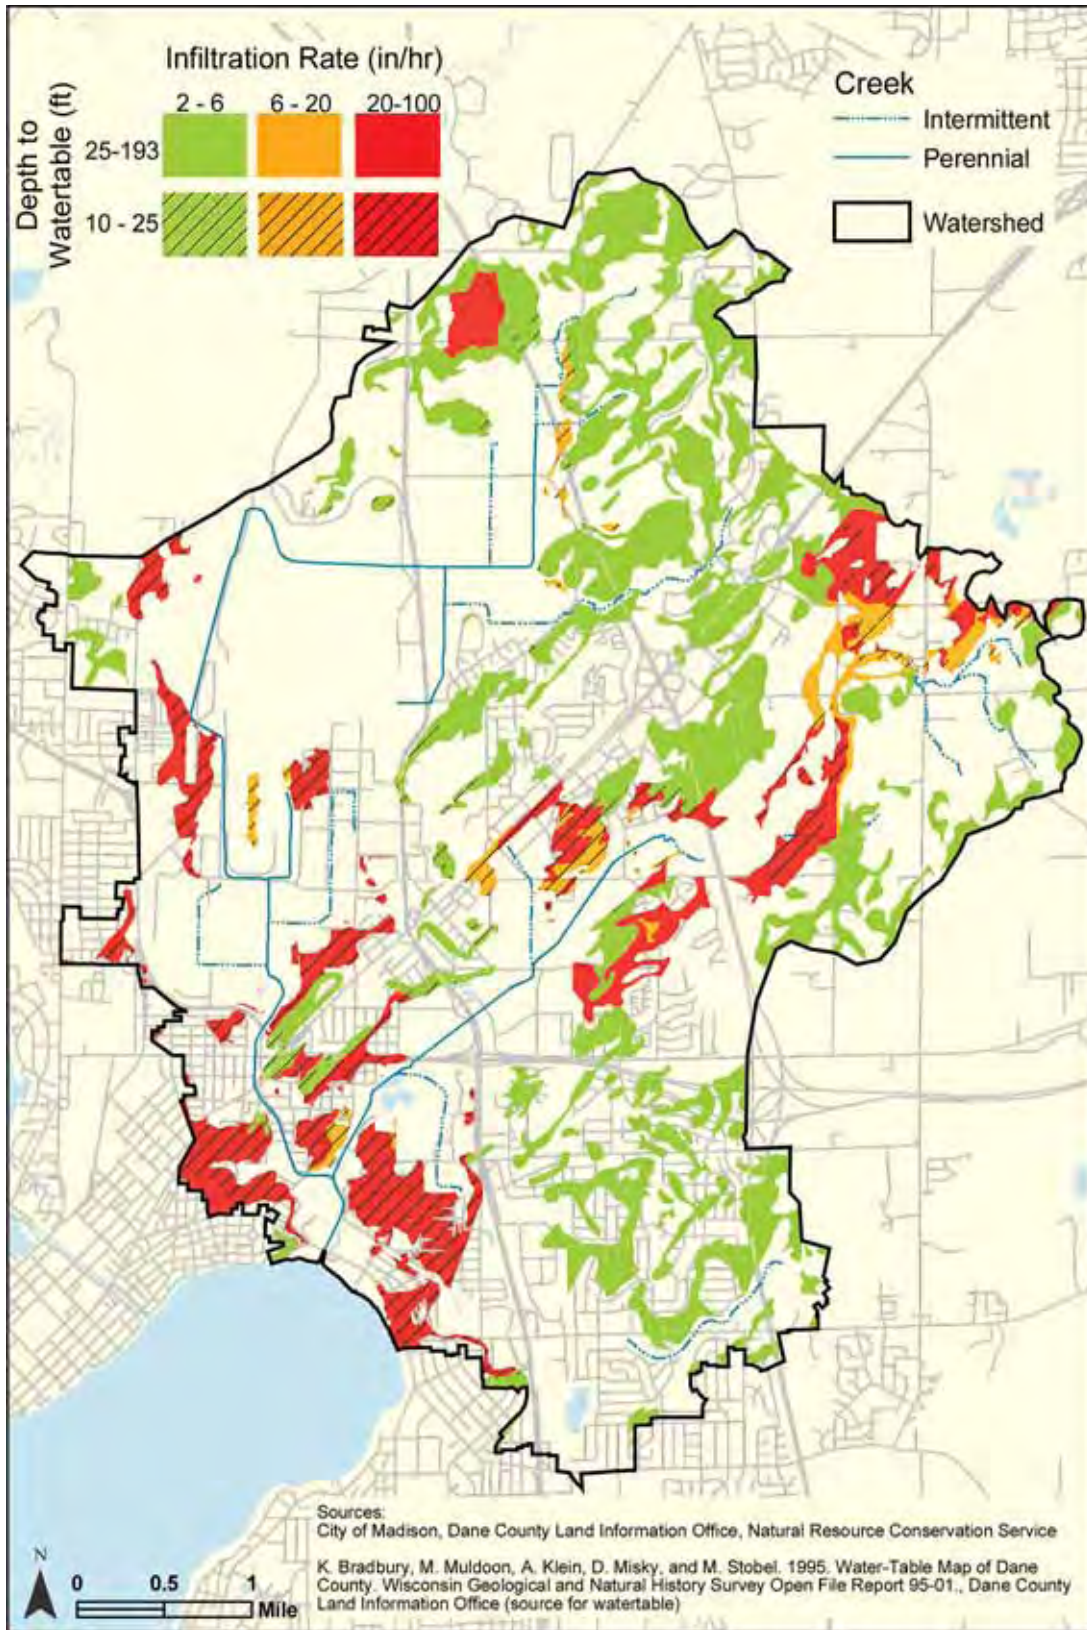 Infiltration Rate (in/hr)
2 - 6 6 - 20 20-100
Depth to
Watertable (ft)
25-193
10 - 25
Creek
Intermittent
Perennial
Watershed
Sources:
City of Madison, Dane County Land Information Office, Natural Resource Conservation Service
K. Bradbury, M. Muldoon, A. Klein, D. Misky, and M. Stobel. 1995. Water-Table Map of Dane
County. Wisconsin Geological and Natural History Survey Open File Report 95-01., Dane County
Land Information Office (source for watertable)
N
0 0.5 1
Mile